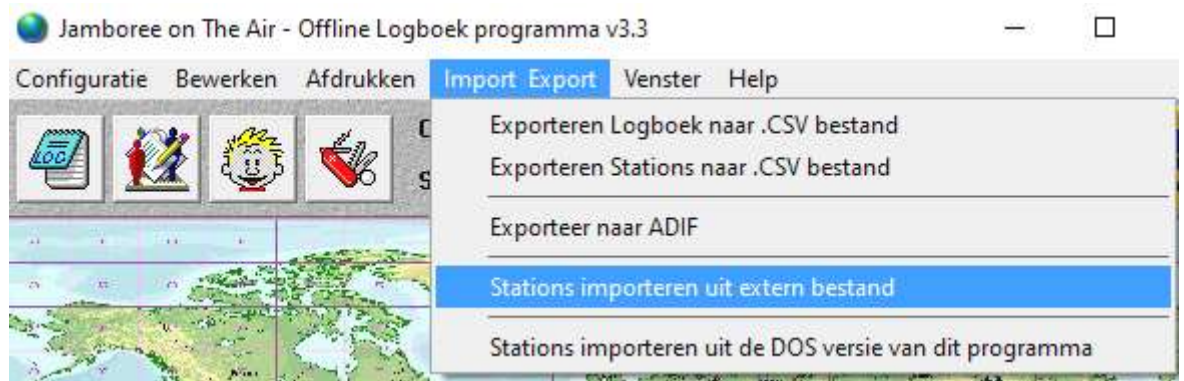 Jamboree on The Air - Offline Logboek programma v3.3
Configuratie Bewerken Afdrukken Import Export Venster Help
LOG
Exporteren Logboek naar .CSV bestand
Exporteren Stations naar .CSV bestand
Exporteer naar ADIF
Stations importeren uit extern bestand
Stations importeren uit de DOS versie van dit programma